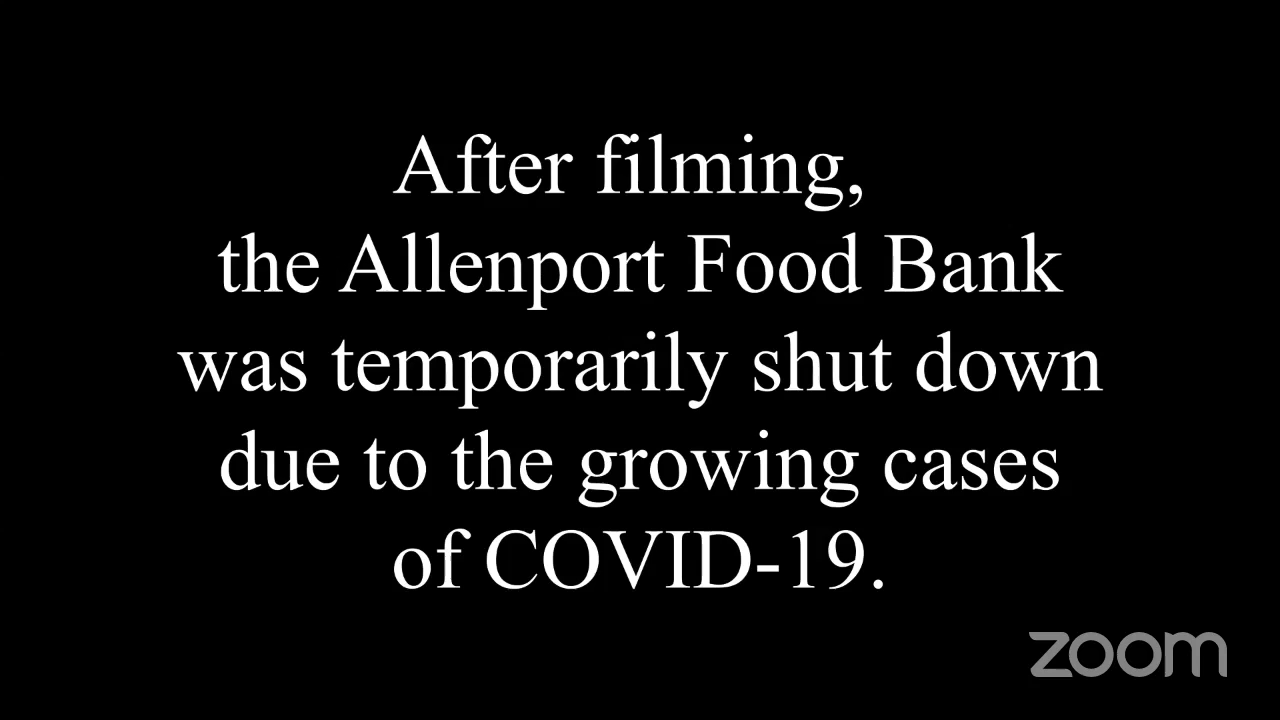 After filming,
the Allenport Food Bank
was temporarily shut down
due to the growing cases
of COVID-19.
zoom